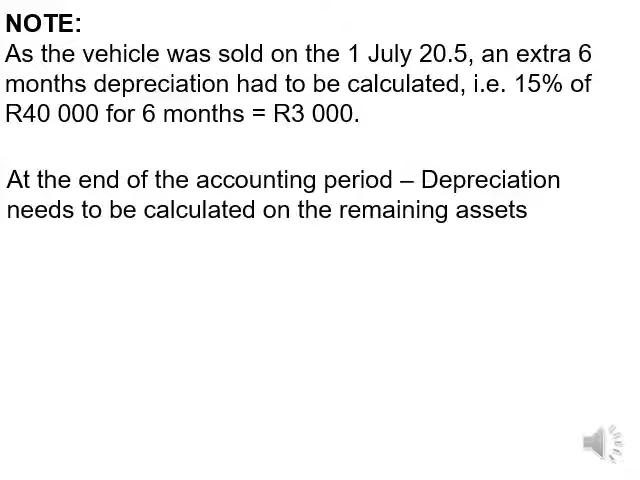 NOTE:
As the vehicle was sold on the 1 July 20.5, an extra 6
months depreciation had to be calculated, i.e. 15% of
R40 000 for 6 months = R3 000.
At the end of the accounting period – Depreciation
needs to be calculated on the remaining assets